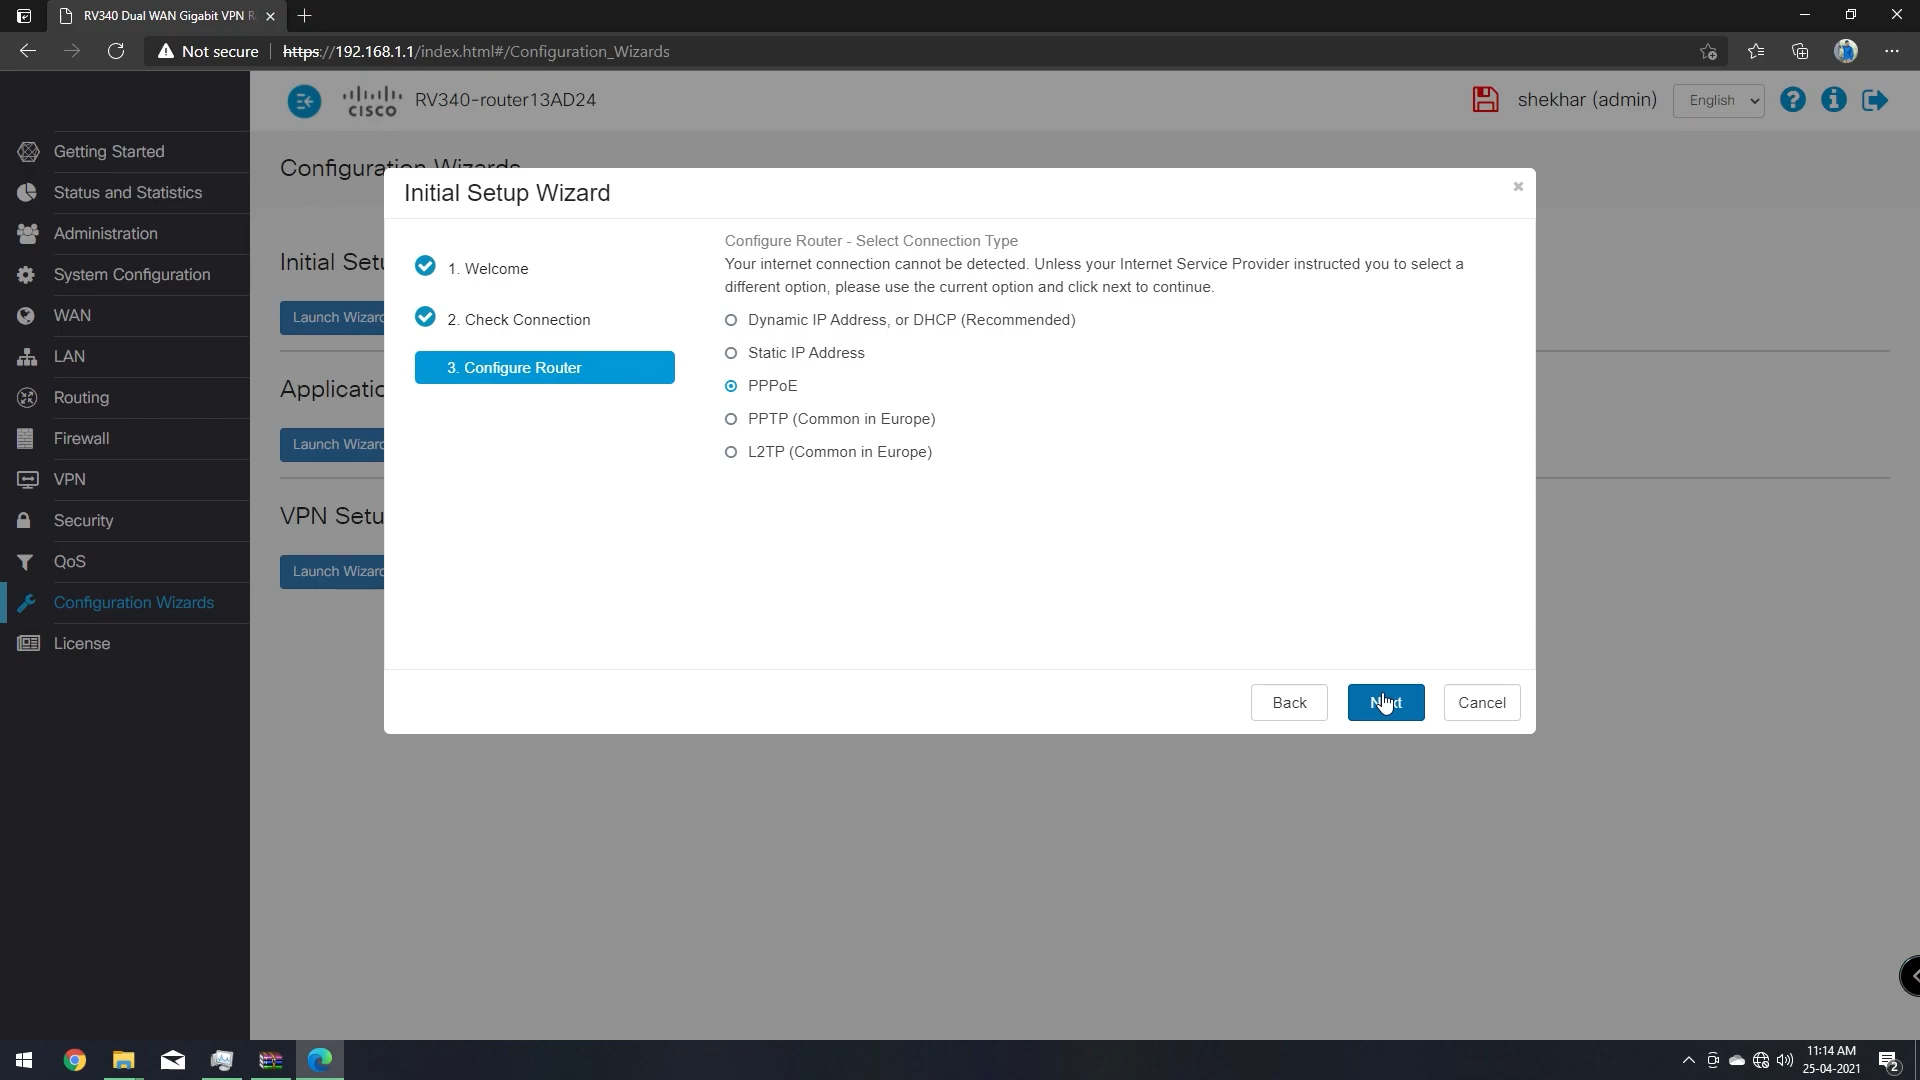 RV340 Dual WAN Gigabit VPN R
Not secure
https://192.168.1.1/index.html#/Configuration_Wizards
cisco
RV340-router13AD24
shekhar (admin)
English
Getting Started
Status and Statistics
Administration
System Configuration
WAN
LAN
Routing
Firewall
VPN
Security
QoS
Configuration Wizards
License
Configuration Wizards
Initial Setu
Launch Wizard
Applicatio
Launch Wizard
VPN Setu
Launch Wizard
Initial Setup Wizard
1. Welcome
2. Check Connection
3. Configure Router
Configure Router - Select Connection Type
Your internet connection cannot be detected. Unless your Internet Service Provider instructed you to select a
different option, please use the current option and click next to continue.
Dynamic IP Address, or DHCP (Recommended)
Static IP Address
PPPoE
PPTP (Common in Europe)
L2TP (Common in Europe)
Back
Next
Cancel
11:14 AM
25-04-2021
2